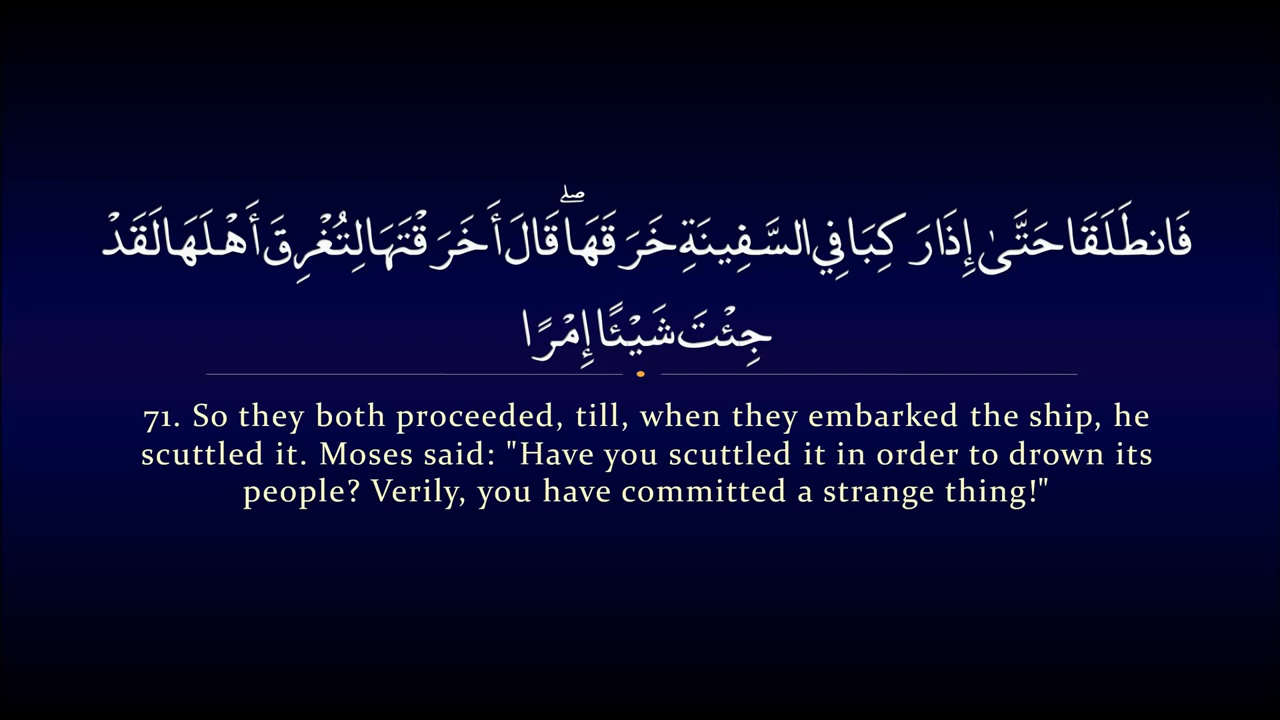 فَانطَلَقَا حَتَّىٰ إِذَا رَكِبَا فِي السَّفِينَةِ خَرَقَهَا ۖ قَالَ أَخَرَقْتَهَا لِتُغْرِقَ أَهْلَهَا لَقَدْ
جِئْتَ شَيْئًا إِمْرًا
71. So they both proceeded, till, when they embarked the ship, he
scuttled it. Moses said: "Have you scuttled it in order to drown its
people? Verily, you have committed a strange thing!"